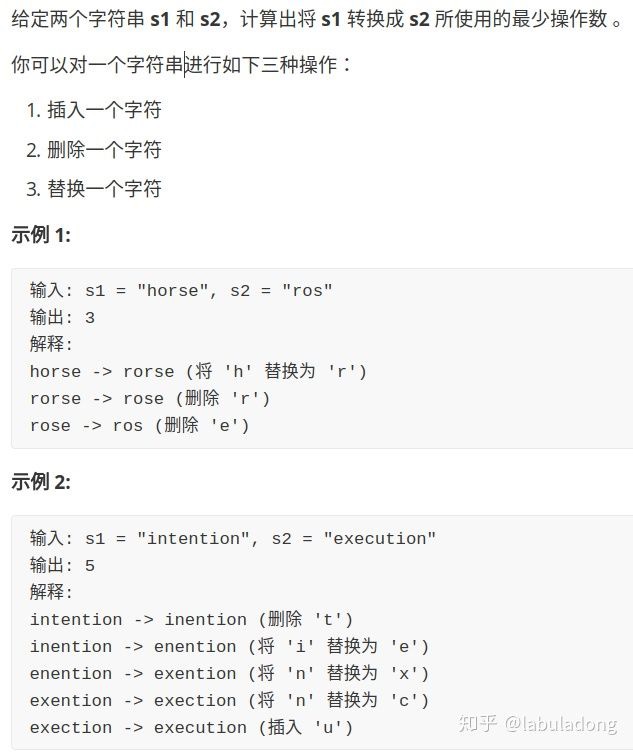 给定两个字符串 s1 和 s2，计算出将 s1 转换成 s2 所使用的最少操作数 。
你可以对一个字符串进行如下三种操作：
1. 插入一个字符
2. 删除一个字符
3. 替换一个字符
示例 1:
输入: s1 = "horse", s2 = "ros"
输出: 3
解释:
horse -> rorse (将 'h' 替换为 'r')
rorse -> rose (删除 'r')
rose -> ros (删除 'e')
示例 2:
输入: s1 = "intention", s2 = "execution"
输出: 5
解释:
intention -> inention (删除 't')
inention -> enention (将 'i' 替换为 'e')
enention -> exention (将 'n' 替换为 'x')
exention -> exection (将 'n' 替换为 'c')
exection -> execution (插入 'u')
知乎 @labuladong